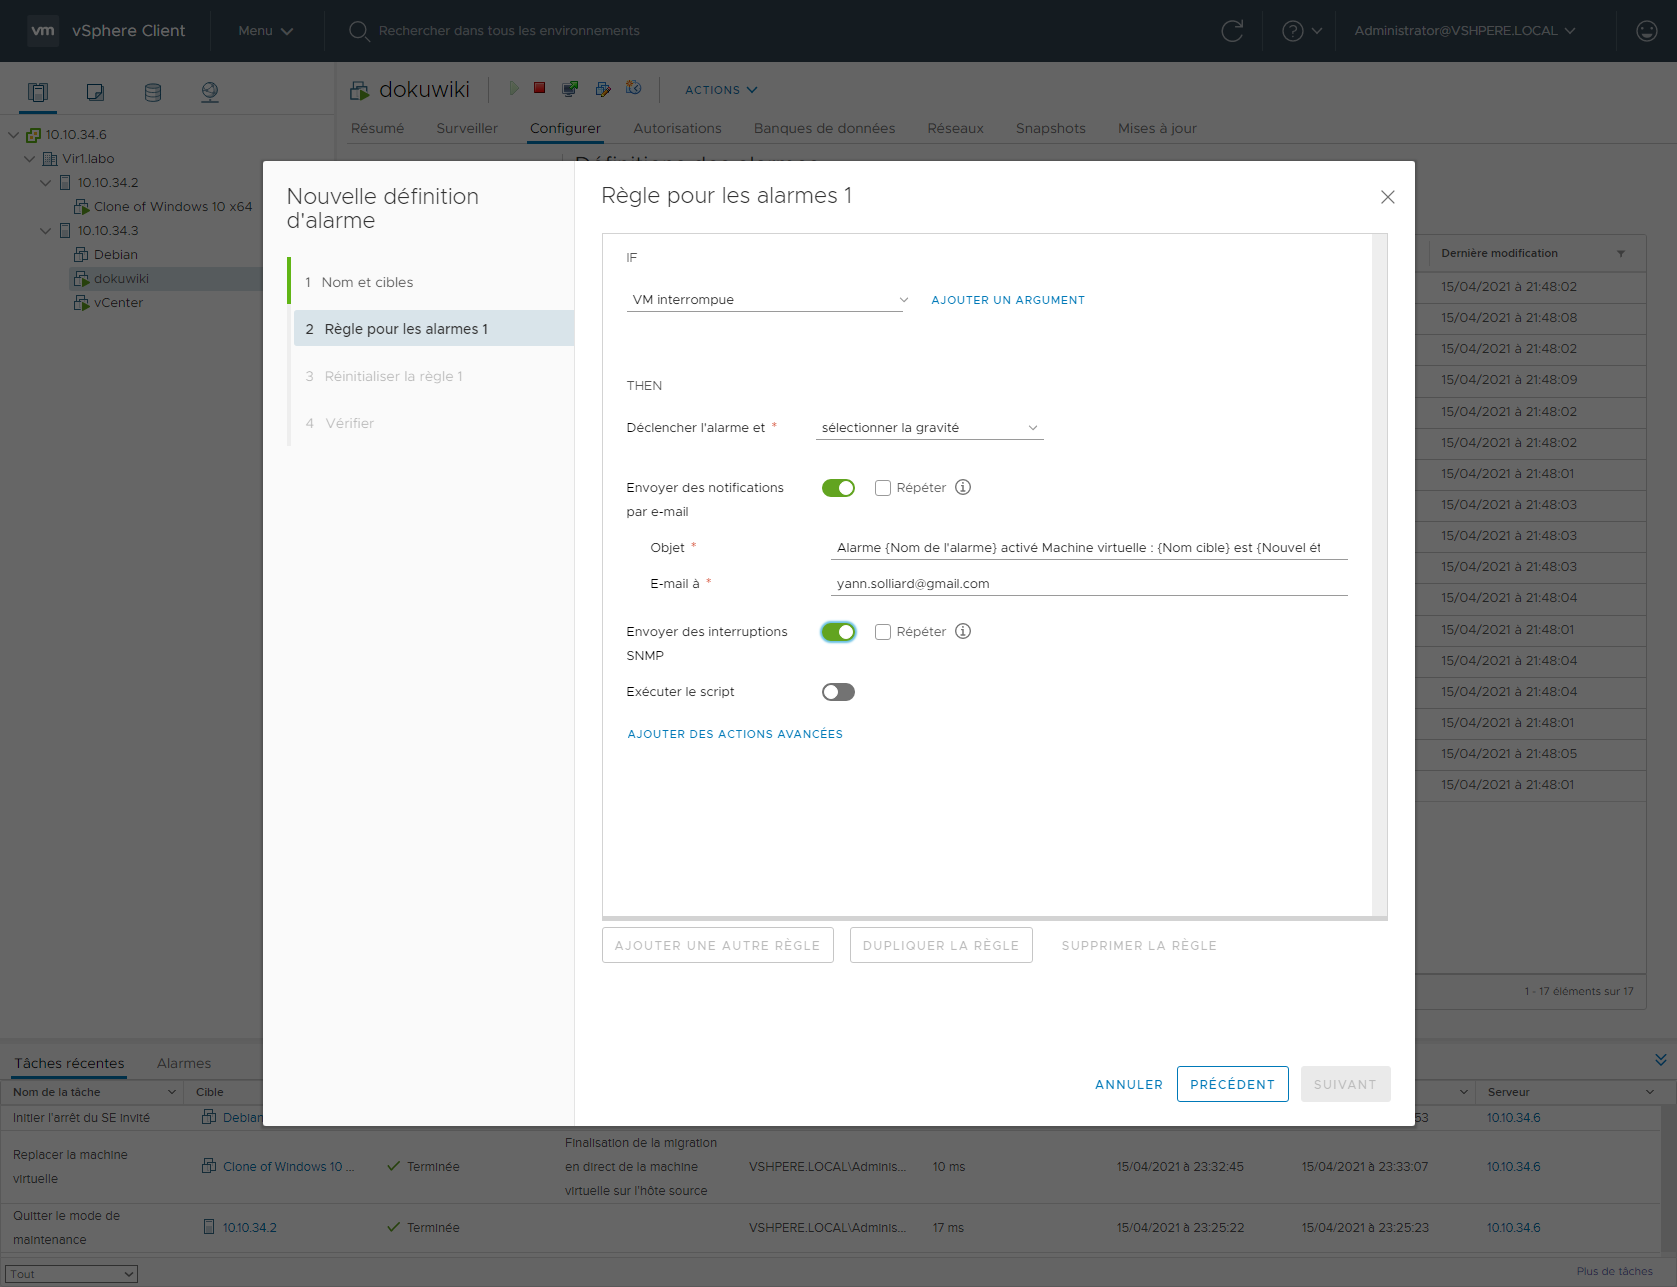 vm vSphere Client Menu Rechercher dans tous les environnements Administrator@VSHPERE.LOCAL
dokuwiki ACTIONS
Résumé Surveiller Configurer Autorisations Banques de données Réseaux Snapshots Mises à jour
10.10.34.6
Vir1.labo
10.10.34.2
Clone of Windows 10 x64
10.10.34.3
Debian
dokuwiki
vCenter
Définitions des alarmes
Nouvelle définition
d'alarme
1 Nom et cibles
2 Règle pour les alarmes 1
3 Réinitialiser la règle 1
4 Vérifier
Règle pour les alarmes 1
IF
VM interrompue AJOUTER UN ARGUMENT
THEN
Déclencher l'alarme et * sélectionner la gravité
Envoyer des notifications
par e-mail
Répéter
Objet * Alarme {Nom de l'alarme} activé Machine virtuelle : {Nom cible} est {Nouvel ét
E-mail à * yann.solliard@gmail.com
Envoyer des interruptions
SNMP
Répéter
Exécuter le script
AJOUTER DES ACTIONS AVANCÉES
AJOUTER UNE AUTRE RÈGLE DUPLIQUER LA RÈGLE SUPPRIMER LA RÈGLE
ANNULER PRÉCÉDENT SUIVANT
Dernière modification
15/04/2021 à 21:48:02
15/04/2021 à 21:48:08
15/04/2021 à 21:48:02
15/04/2021 à 21:48:09
15/04/2021 à 21:48:02
15/04/2021 à 21:48:02
15/04/2021 à 21:48:01
15/04/2021 à 21:48:03
15/04/2021 à 21:48:03
15/04/2021 à 21:48:03
15/04/2021 à 21:48:04
15/04/2021 à 21:48:01
15/04/2021 à 21:48:04
15/04/2021 à 21:48:04
15/04/2021 à 21:48:01
15/04/2021 à 21:48:05
15/04/2021 à 21:48:01
1 - 17 éléments sur 17
Tâches récentes Alarmes
Nom de la tâche Cible Serveur
Initier l'arrêt du SE invité Debian 53 10.10.34.6
Replacer la machine
virtuelle
Clone of Windows 10 ... Terminée
Finalisation de la migration
en direct de la machine
virtuelle sur l'hôte source
VSHPERE.LOCAL\Adminis... 10 ms 15/04/2021 à 23:32:45 15/04/2021 à 23:33:07 10.10.34.6
Quitter le mode de
maintenance
10.10.34.2 Terminée VSHPERE.LOCAL\Adminis... 17 ms 15/04/2021 à 23:25:22 15/04/2021 à 23:25:23 10.10.34.6
Tout Plus de tâches